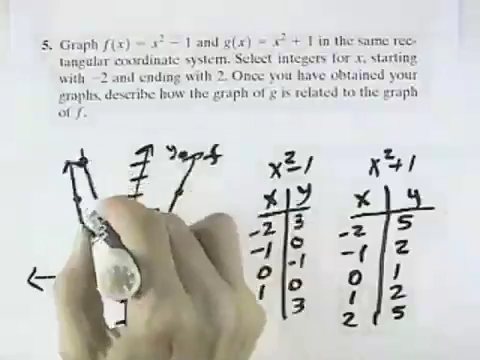 5. Graph f(x) = x² − 1 and g(x) = x² + 1 in the same rec-
tangular coordinate system. Select integers for x, starting
with −2 and ending with 2. Once you have obtained your
graphs, describe how the graph of g is related to the graph
of f.
y g f
x²-1
x²+1
x y
x y
-2 3
-2 5
-1 0
-1 2
0 -1
0 1
1 0
1 2
3
2 5